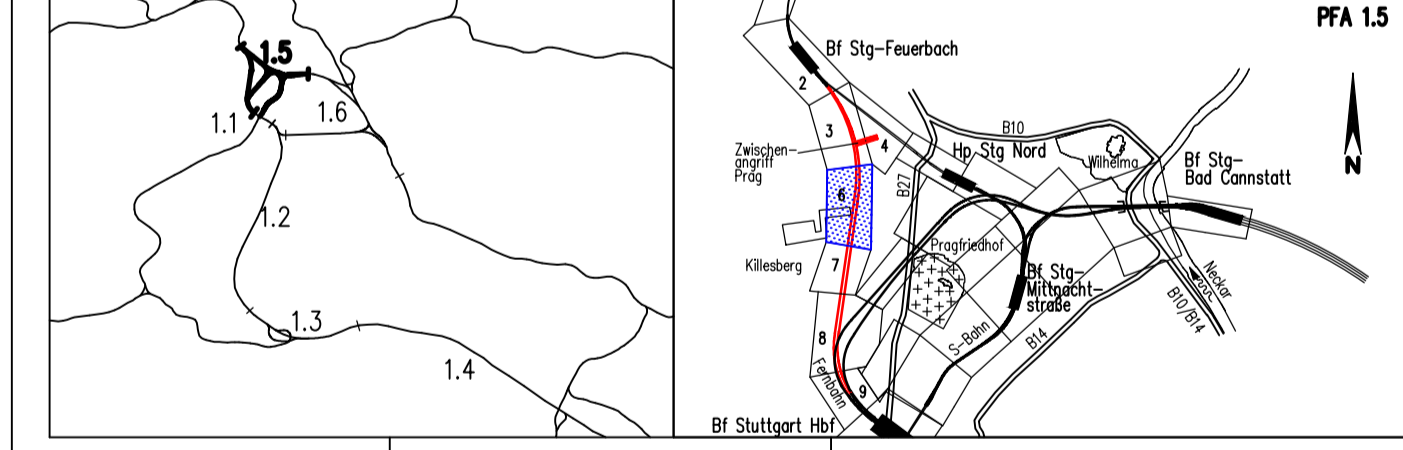 1.5
1.6
1.1
1.2
1.3
1.4
PFA 1.5
Bf Stg-Feuerbach
2
3
4
B10
Hp Stg Nord
Wilhelma
Bf Stg-
Bad Cannstatt
N
Zwischen-
angriff
Prag
6
B27
Killesberg
7
Pragfriedhof
Bf Stg-
Mittnacht-
straße
Neckar
B10/B14
S-Bahn
B14
8
Fernbahn
9
Bf Stuttgart Hbf